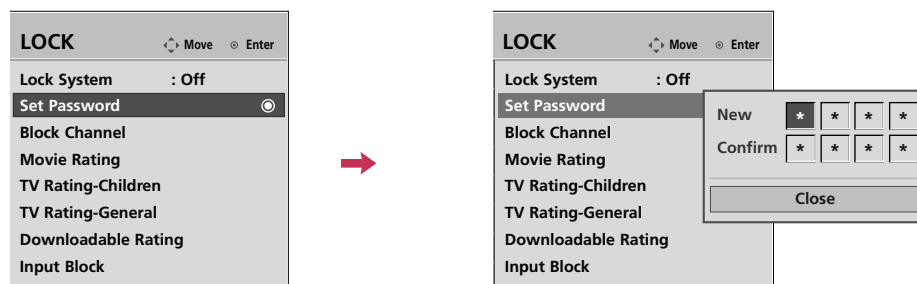 LOCK Move Enter
Lock System : Off
Set Password
Block Channel
Movie Rating
TV Rating-Children
TV Rating-General
Downloadable Rating
Input Block
LOCK Move Enter
Lock System : Off
Set Password
Block Channel
Movie Rating
TV Rating-Children
TV Rating-General
Downloadable Rating
Input Block
New * * * *
Confirm * * * *
Close